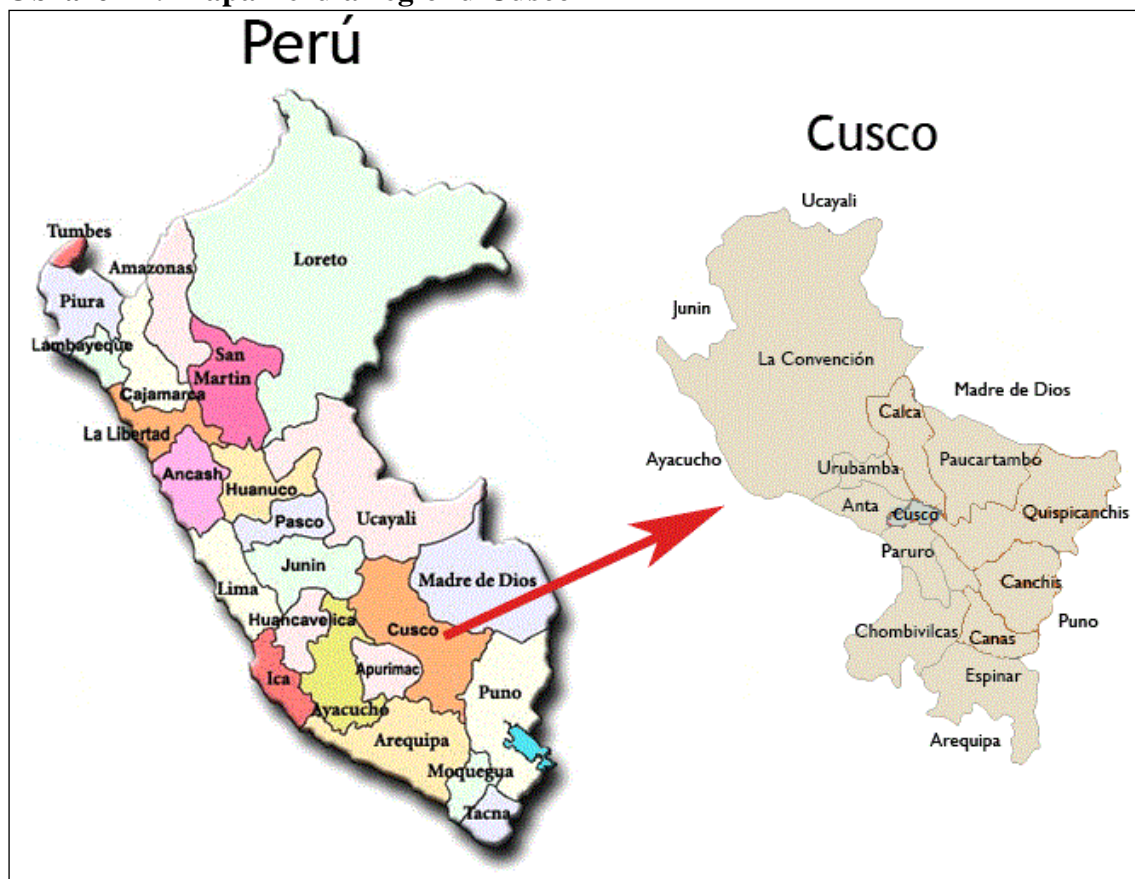 Perú
Cusco
Ucayali
Tumbes
Amazonas
Loreto
Piura
Junin
Lambayeque
San
Martin
La Convención
Cajamarca
Madre de Dios
Calca
La Libertad
Ayacucho
Paucartambo
Ancash
Urubamba
Huanuco
Anta
Cusco
Quispicanchis
Pasco
Ucayali
Paruro
Junin
Madre de Dios
Canchis
Lima
Huancavelica
Cusco
Puno
Chombivilcas
Canas
Apurimac
Ica
Puno
Espinar
Ayacucho
Arequipa
Arequipa
Moquegua
Tacna